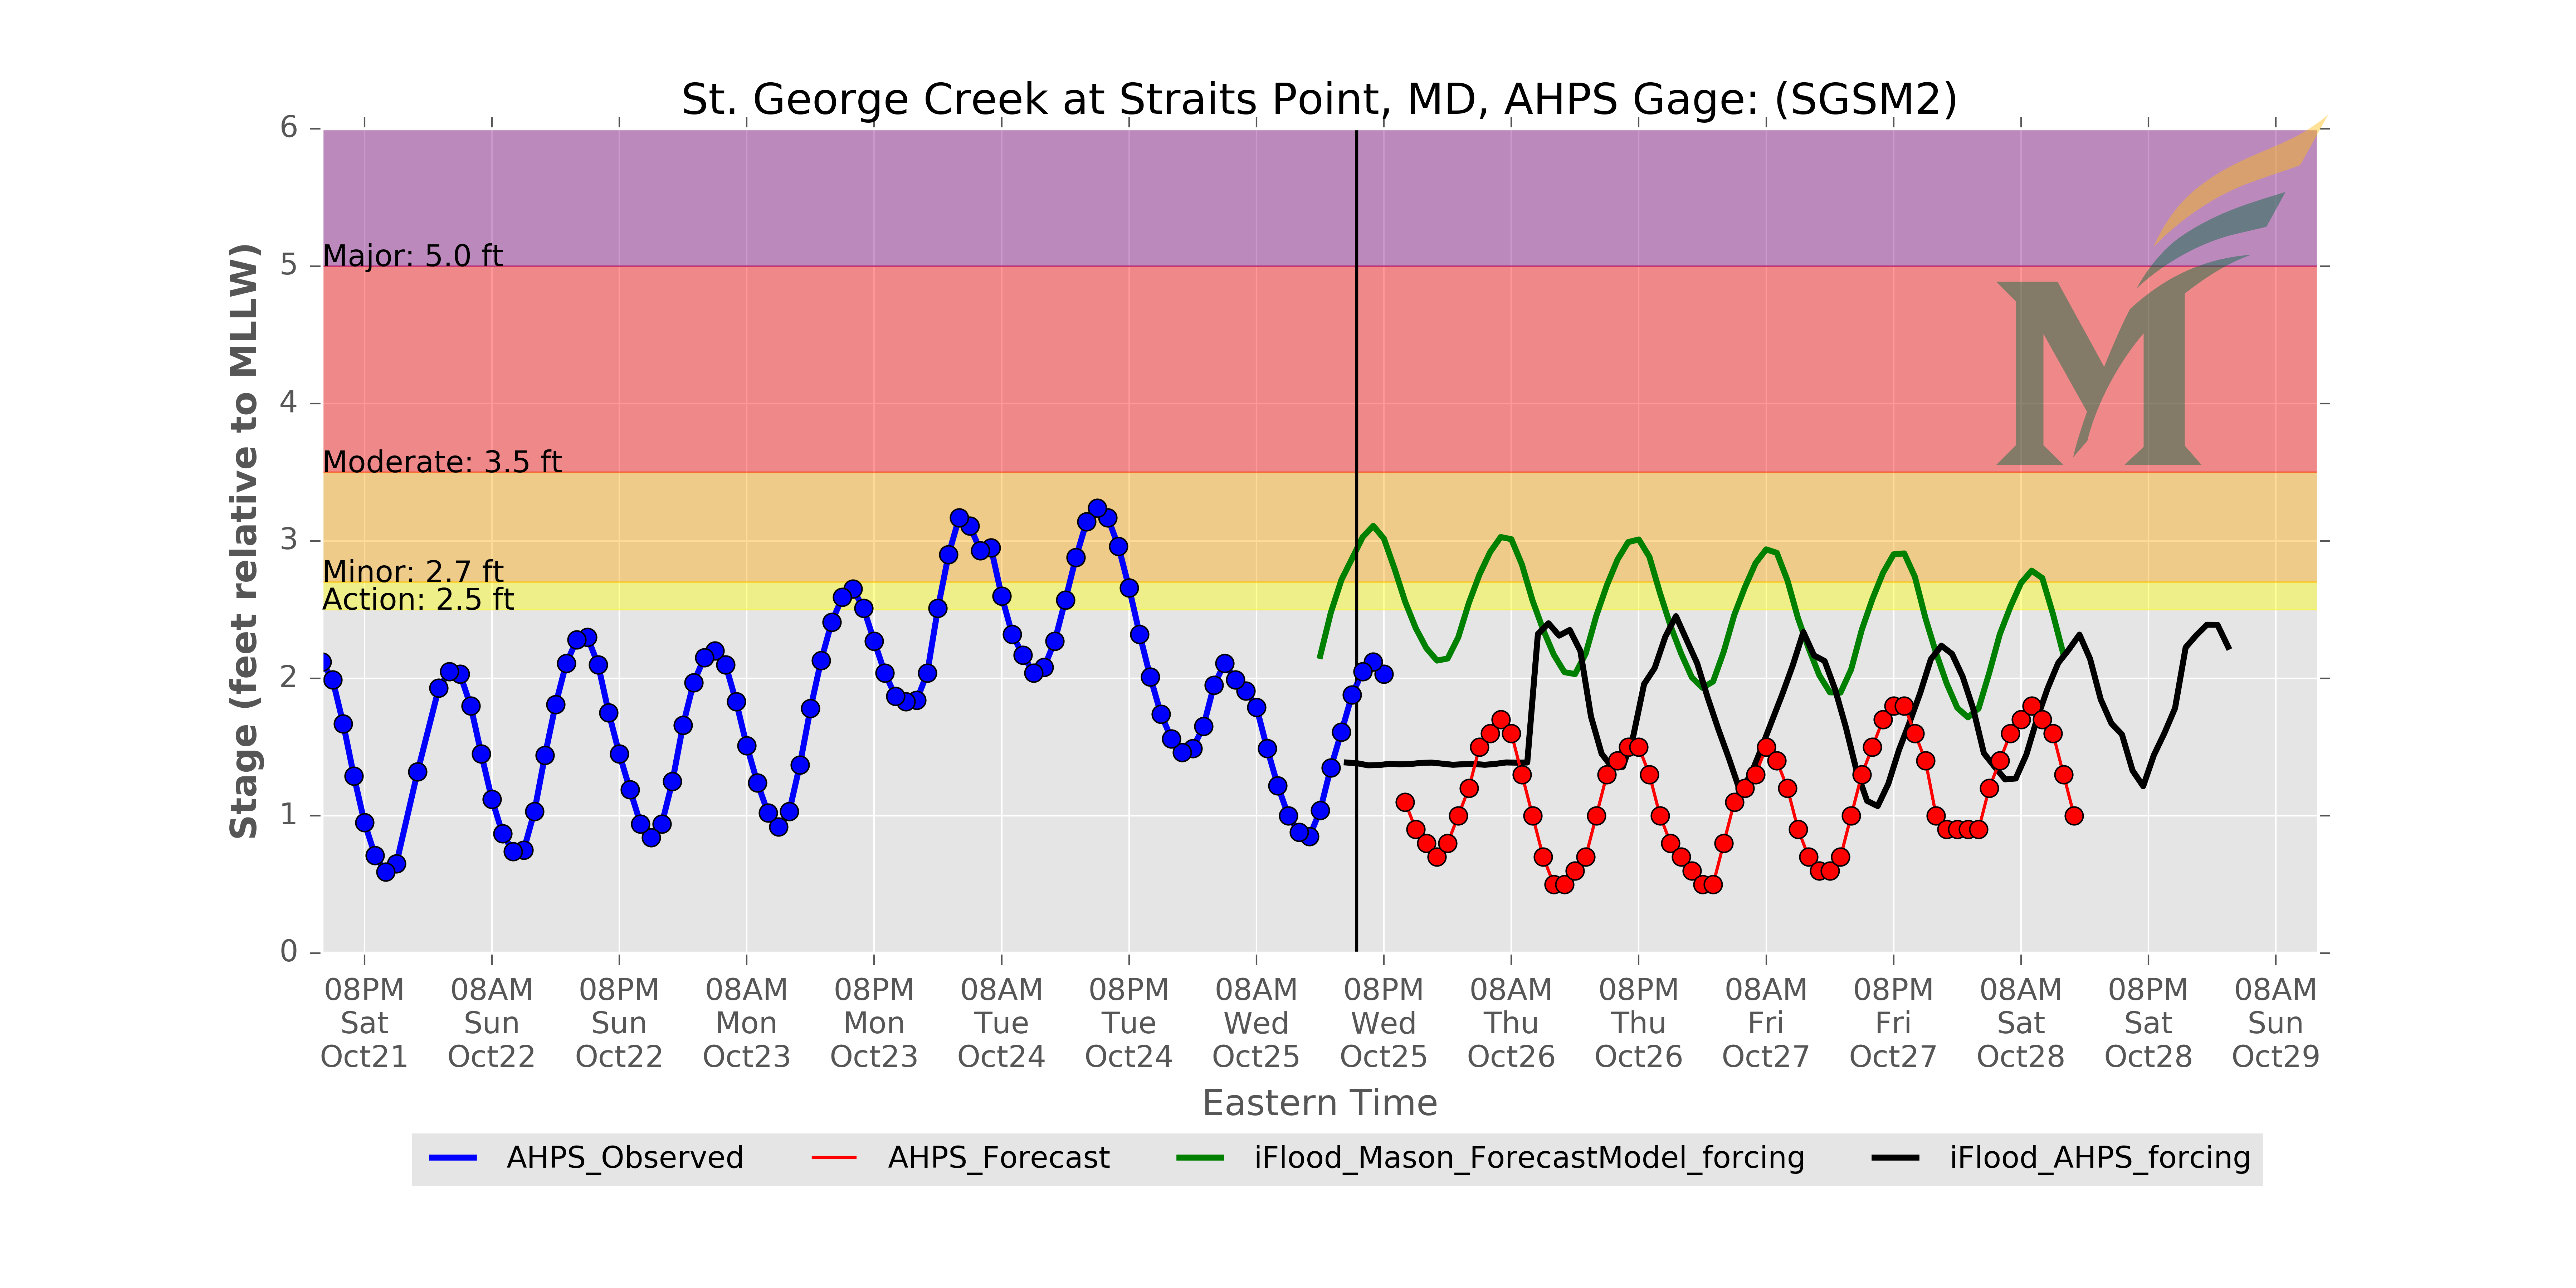 St. George Creek at Straits Point, MD, AHPS Gage: (SGSM2)
Stage (feet relative to MLLW)
6
5
4
3
2
1
0
Major: 5.0 ft
Moderate: 3.5 ft
Minor: 2.7 ft
Action: 2.5 ft
M
08PM 08AM 08PM 08AM 08PM 08AM 08PM 08AM 08PM 08AM 08PM 08AM 08PM 08AM 08PM 08AM
Sat Sun Sun Mon Mon Tue Tue Wed Wed Thu Thu Fri Fri Sat Sat Sun
Oct21 Oct22 Oct22 Oct23 Oct23 Oct24 Oct24 Oct25 Oct25 Oct26 Oct26 Oct27 Oct27 Oct28 Oct28 Oct29
Eastern Time
AHPS_Observed AHPS_Forecast iFlood_Mason_ForecastModel_forcing iFlood_AHPS_forcing